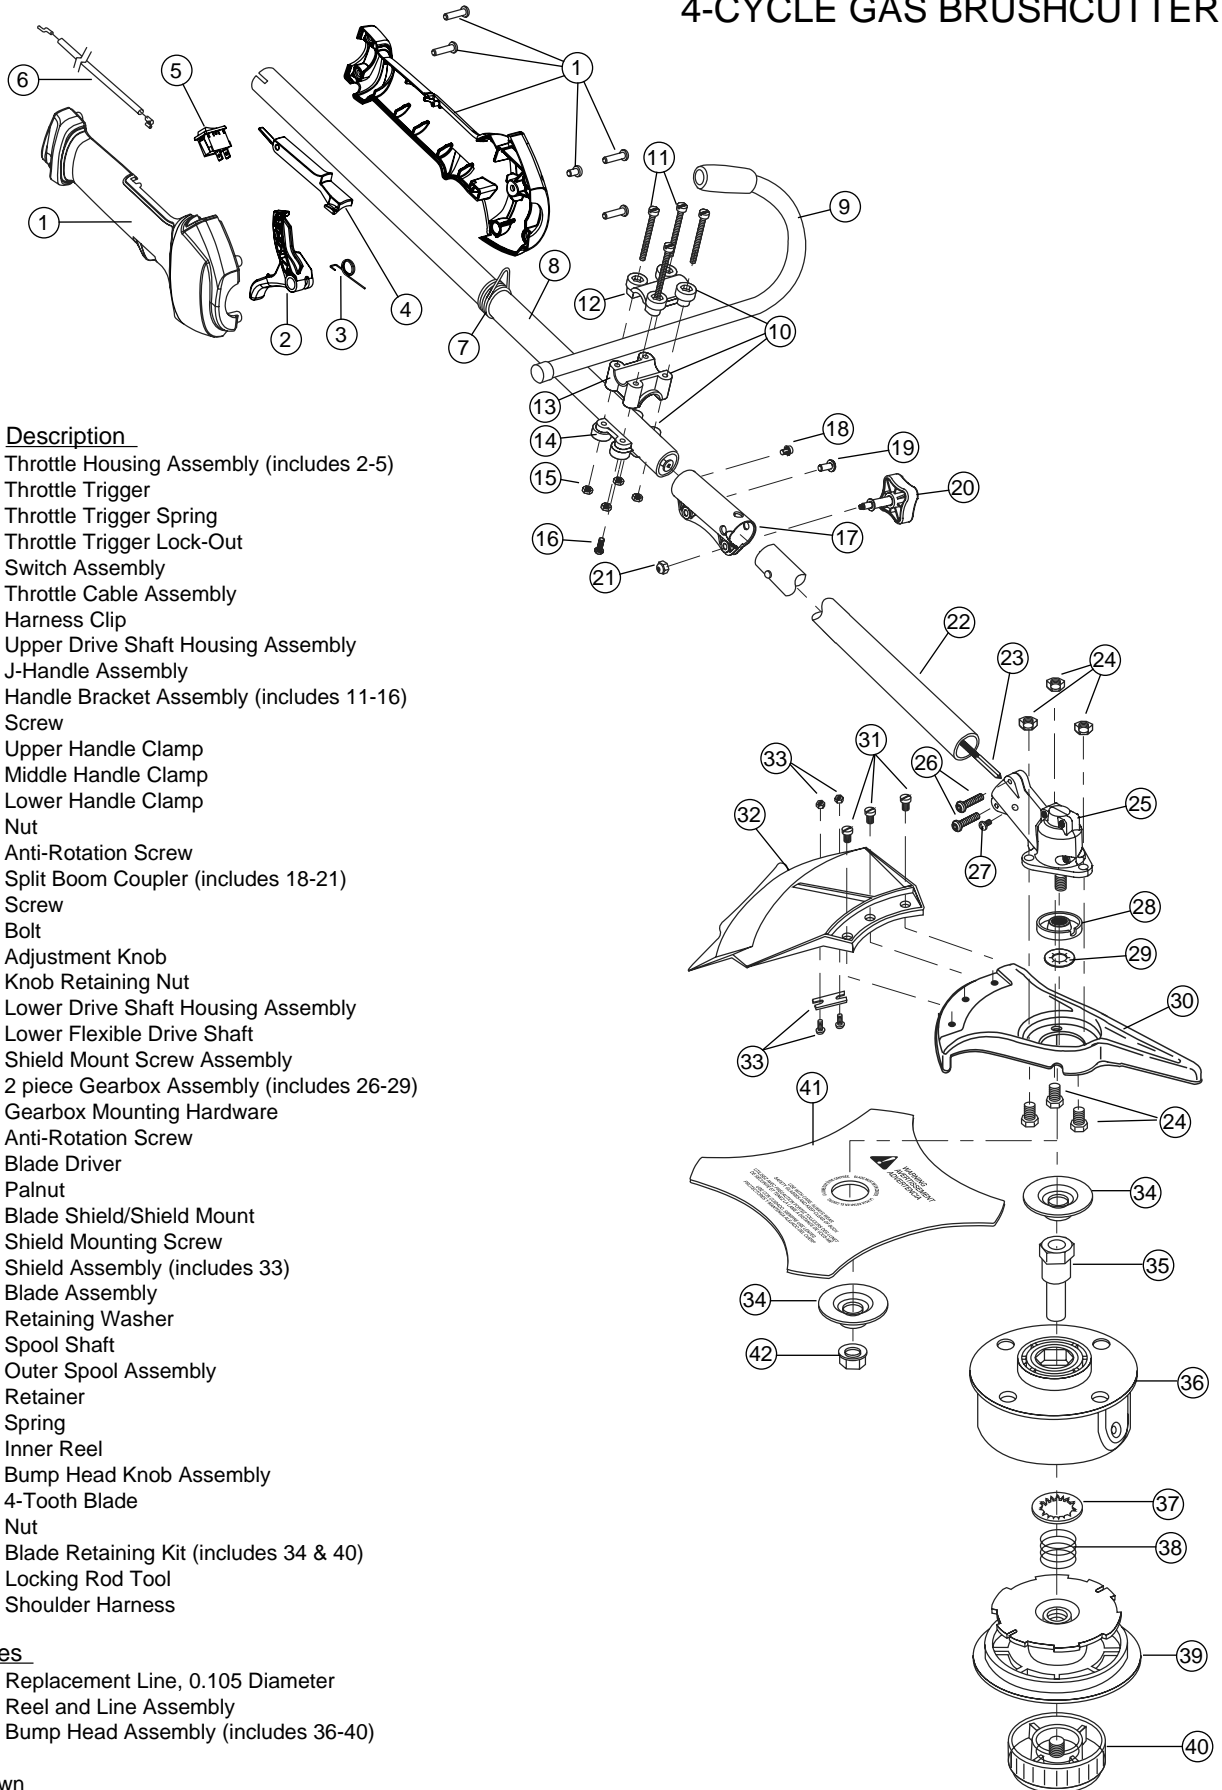 4-CYCLE GAS BRUSHCUTTER
1
5
6
11
9
1
8
12
4
7
10
2
3
13
14
18
19
15
20
16
17
21
22
23
24
31
26
33
32
25
27
28
29
30
33
41
24
34
WARNING
AVERTISSEMENT
ADVERTENCIA
35
34
42
36
37
38
39
40
Description
Throttle Housing Assembly (includes 2-5)
Throttle Trigger
Throttle Trigger Spring
Throttle Trigger Lock-Out
Switch Assembly
Throttle Cable Assembly
Harness Clip
Upper Drive Shaft Housing Assembly
J-Handle Assembly
Handle Bracket Assembly (includes 11-16)
Screw
Upper Handle Clamp
Middle Handle Clamp
Lower Handle Clamp
Nut
Anti-Rotation Screw
Split Boom Coupler (includes 18-21)
Screw
Bolt
Adjustment Knob
Knob Retaining Nut
Lower Drive Shaft Housing Assembly
Lower Flexible Drive Shaft
Shield Mount Screw Assembly
2 piece Gearbox Assembly (includes 26-29)
Gearbox Mounting Hardware
Anti-Rotation Screw
Blade Driver
Palnut
Blade Shield/Shield Mount
Shield Mounting Screw
Shield Assembly (includes 33)
Blade Assembly
Retaining Washer
Spool Shaft
Outer Spool Assembly
Retainer
Spring
Inner Reel
Bump Head Knob Assembly
4-Tooth Blade
Nut
Blade Retaining Kit (includes 34 & 40)
Locking Rod Tool
Shoulder Harness
es
Replacement Line, 0.105 Diameter
Reel and Line Assembly
Bump Head Assembly (includes 36-40)
wn